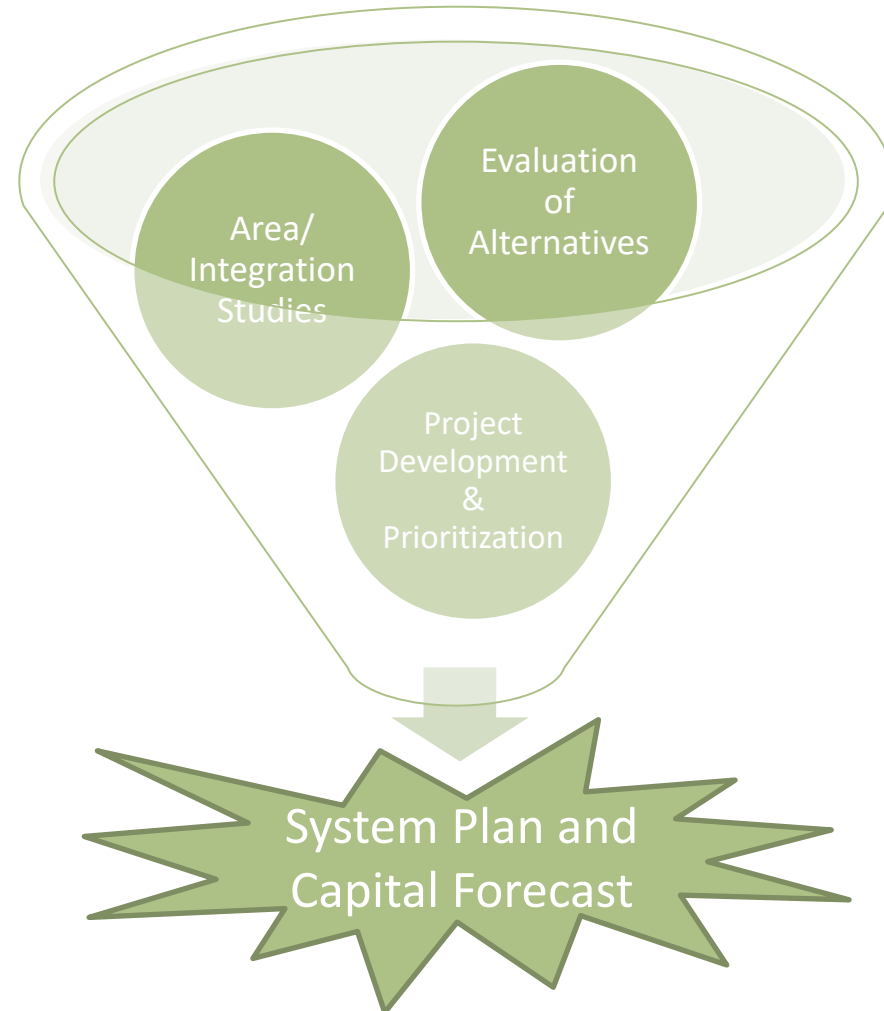 Evaluation
of
Alternatives
Area/
Integration
Studies
Project
Development
&
Prioritization
System Plan and
Capital Forecast